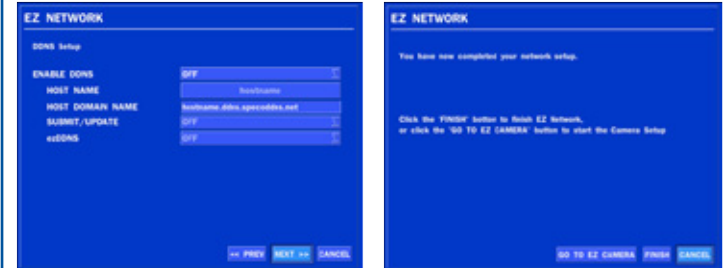 EZ NETWORK
DDNS Setup
ENABLE DDNS OFF
HOST NAME hostname
HOST DOMAIN NAME hostname.ddns.specoddns.net
SUBMIT/UPDATE OFF
ezDDNS OFF
<< PREV NEXT >> CANCEL
EZ NETWORK
You have now completed your network setup.
Click the 'FINISH' button to finish EZ Network,
or click the 'GO TO EZ CAMERA' button to start the Camera Setup
GO TO EZ CAMERA FINISH CANCEL